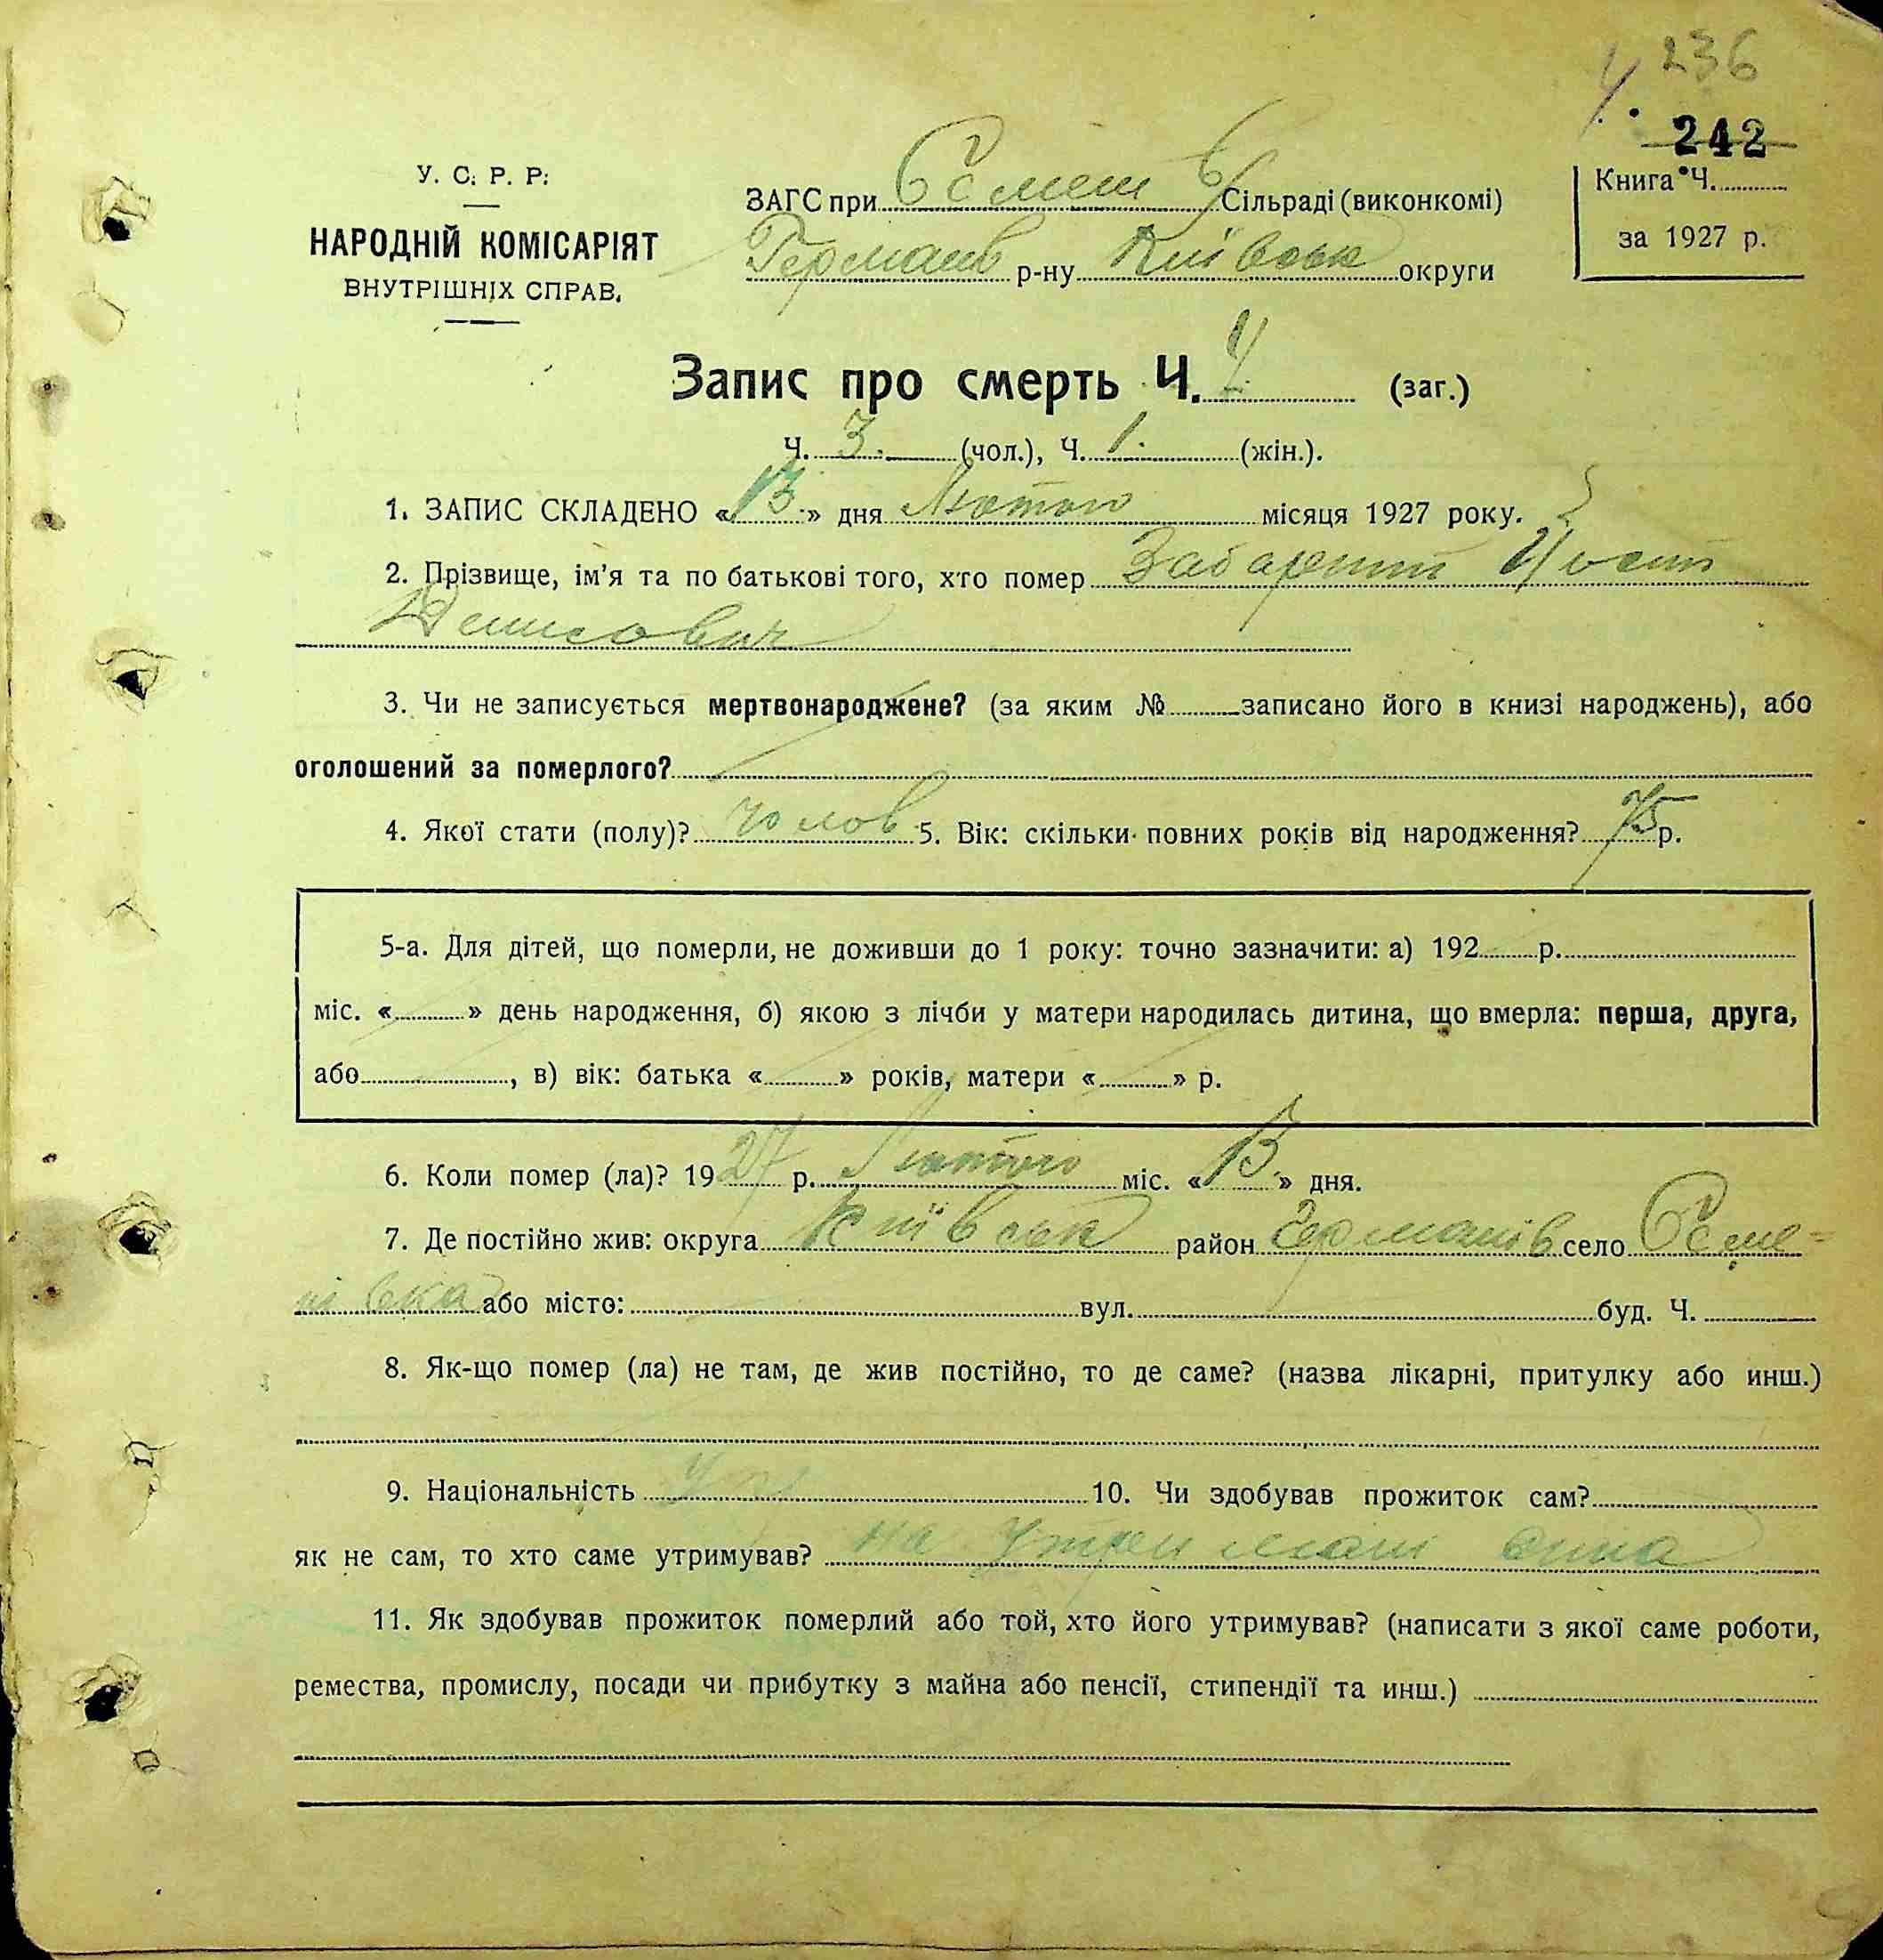 4. 236
242
У. С. Р. Р.
НАРОДНІЙ КОМІСАРІЯТ
ВНУТРІШНІХ СПРАВ.
ЗАГС при Семен Сільраді (виконкомі)
Германів р-ну Київськ округи
Книга Ч.
за 1927 р.
Запис про смерть Ч. 4 (заг.)
Ч. 3. (чол.), Ч. 1. (жін.).
1. ЗАПИС СКЛАДЕНО «13» дня Лютого місяця 1927 року.
2. Прізвище, ім'я та по батькові того, хто помер
Денисович
3. Чи не записується мертвонароджене? (за яким № записано його в книзі народжень), або
оголошений за померлого?
4. Якої стати (полу)? чолов 5. Вік: скільки повних років від народження? 75 р.
5-а. Для дітей, що померли, не доживши до 1 року: точно зазначити: а) 192 р.
міс. « » день народження, б) якою з лічби у матери народилась дитина, що вмерла: перша, друга,
або , в) вік: батька « » років, матери « » р.
6. Коли помер (ла)? 1927 р. Лютого міс. «13» дня.
7. Де постійно жив: округа Київськ район Германів село Семе-
нівка або місто: вул. буд. Ч.
8. Як-що помер (ла) не там, де жив постійно, то де саме? (назва лікарні, притулку або инш.)
9. Національність Укр 10. Чи здобував прожиток сам?
як не сам, то хто саме утримував? на утримані сина
11. Як здобував прожиток померлий або той, хто його утримував? (написати з якої саме роботи,
ремества, промислу, посади чи прибутку з майна або пенсії, стипендії та инш.)